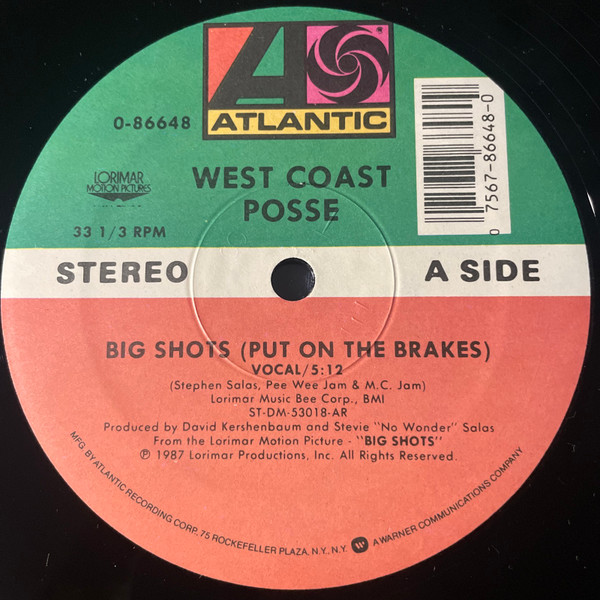 ATLANTIC
0-86648
0 7567-86648-0
LORIMAR
MOTION PICTURES
WEST COAST
POSSE
33 1/3 RPM
STEREO
A SIDE
BIG SHOTS (PUT ON THE BRAKES)
VOCAL/5:12
(Stephen Salas, Pee Wee Jam & M.C. Jam)
Lorimar Music Bee Corp., BMI
ST-DM-53018-AR
Produced by David Kershenbaum and Stevie "No Wonder" Salas
From the Lorimar Motion Picture - "BIG SHOTS"
℗ 1987 Lorimar Productions, Inc. All Rights Reserved.
MFG. BY ATLANTIC RECORDING CORP., 75 ROCKEFELLER PLAZA, N.Y., N.Y. A WARNER COMMUNICATIONS COMPANY